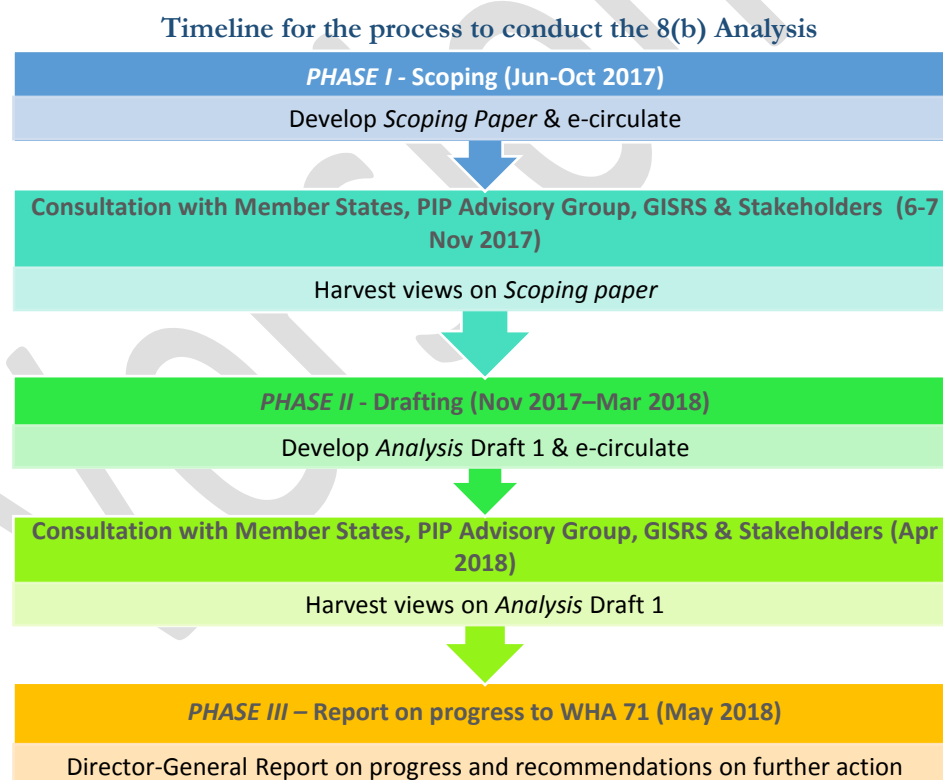 Timeline for the process to conduct the 8(b) Analysis
PHASE I - Scoping (Jun-Oct 2017)
Develop Scoping Paper & e-circulate
Consultation with Member States, PIP Advisory Group, GISRS & Stakeholders (6-7
Nov 2017)
Harvest views on Scoping paper
PHASE II - Drafting (Nov 2017–Mar 2018)
Develop Analysis Draft 1 & e-circulate
Consultation with Member States, PIP Advisory Group, GISRS & Stakeholders (Apr
2018)
Harvest views on Analysis Draft 1
PHASE III – Report on progress to WHA 71 (May 2018)
Director-General Report on progress and recommendations on further action